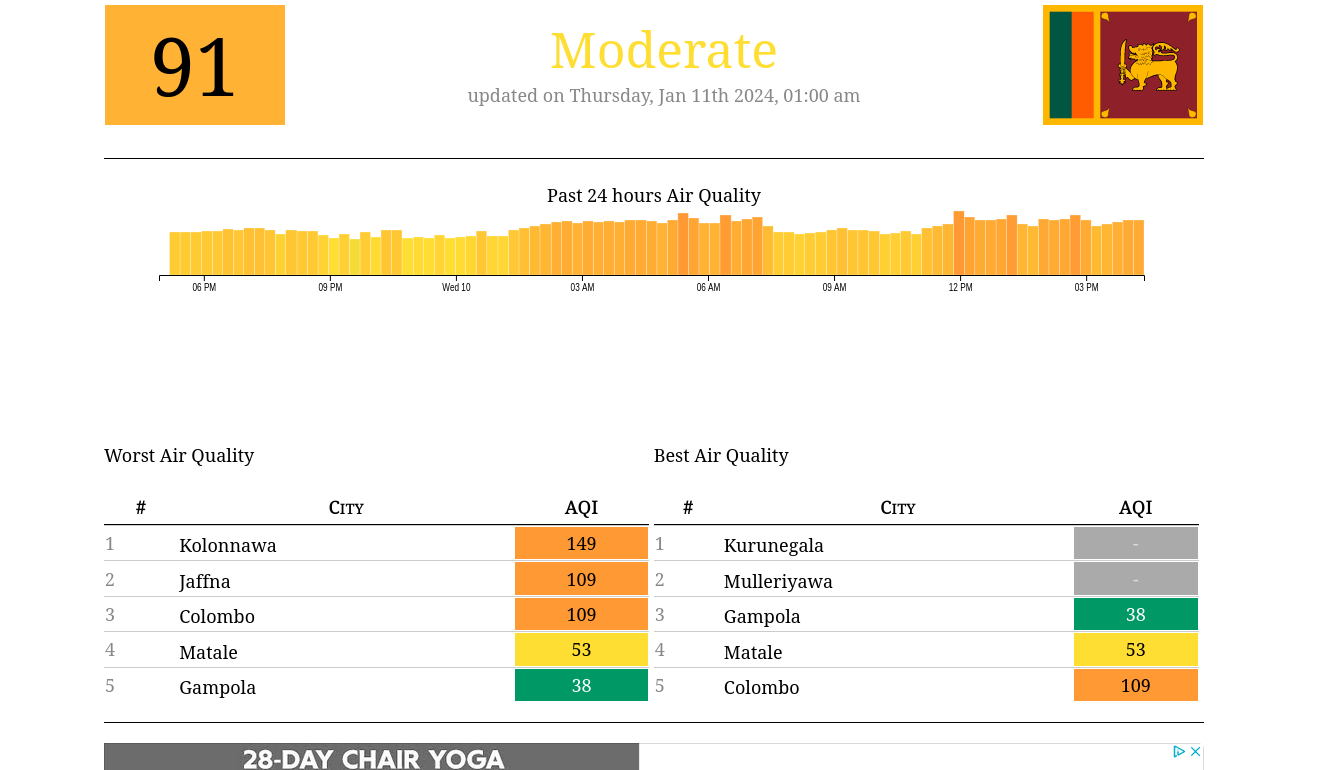 91
Moderate
updated on Thursday, Jan 11th 2024, 01:00 am
Past 24 hours Air Quality
06 PM 09 PM Wed 10 03 AM 06 AM 09 AM 12 PM 03 PM
Worst Air Quality
# City AQI
1 Kolonnawa 149
2 Jaffna 109
3 Colombo 109
4 Matale 53
5 Gampola 38
Best Air Quality
# City AQI
1 Kurunegala -
2 Mulleriyawa -
3 Gampola 38
4 Matale 53
5 Colombo 109
28-DAY CHAIR YOGA